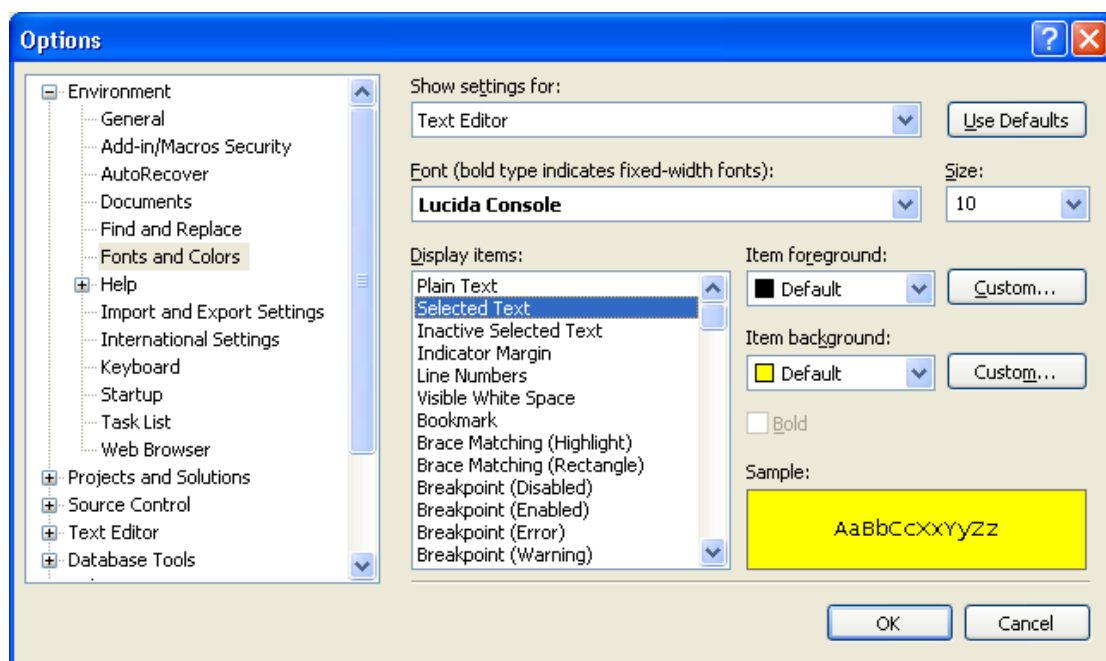 Options
Environment
General
Add-in/Macros Security
AutoRecover
Documents
Find and Replace
Fonts and Colors
Help
Import and Export Settings
International Settings
Keyboard
Startup
Task List
Web Browser
Projects and Solutions
Source Control
Text Editor
Database Tools
Show settings for:
Text Editor
Use Defaults
Font (bold type indicates fixed-width fonts):
Size:
Lucida Console
10
Display items:
Plain Text
Selected Text
Inactive Selected Text
Indicator Margin
Line Numbers
Visible White Space
Bookmark
Brace Matching (Highlight)
Brace Matching (Rectangle)
Breakpoint (Disabled)
Breakpoint (Enabled)
Breakpoint (Error)
Breakpoint (Warning)
Item foreground:
Default
Custom...
Item background:
Default
Custom...
Bold
Sample:
AaBbCcXxYyZz
OK
Cancel